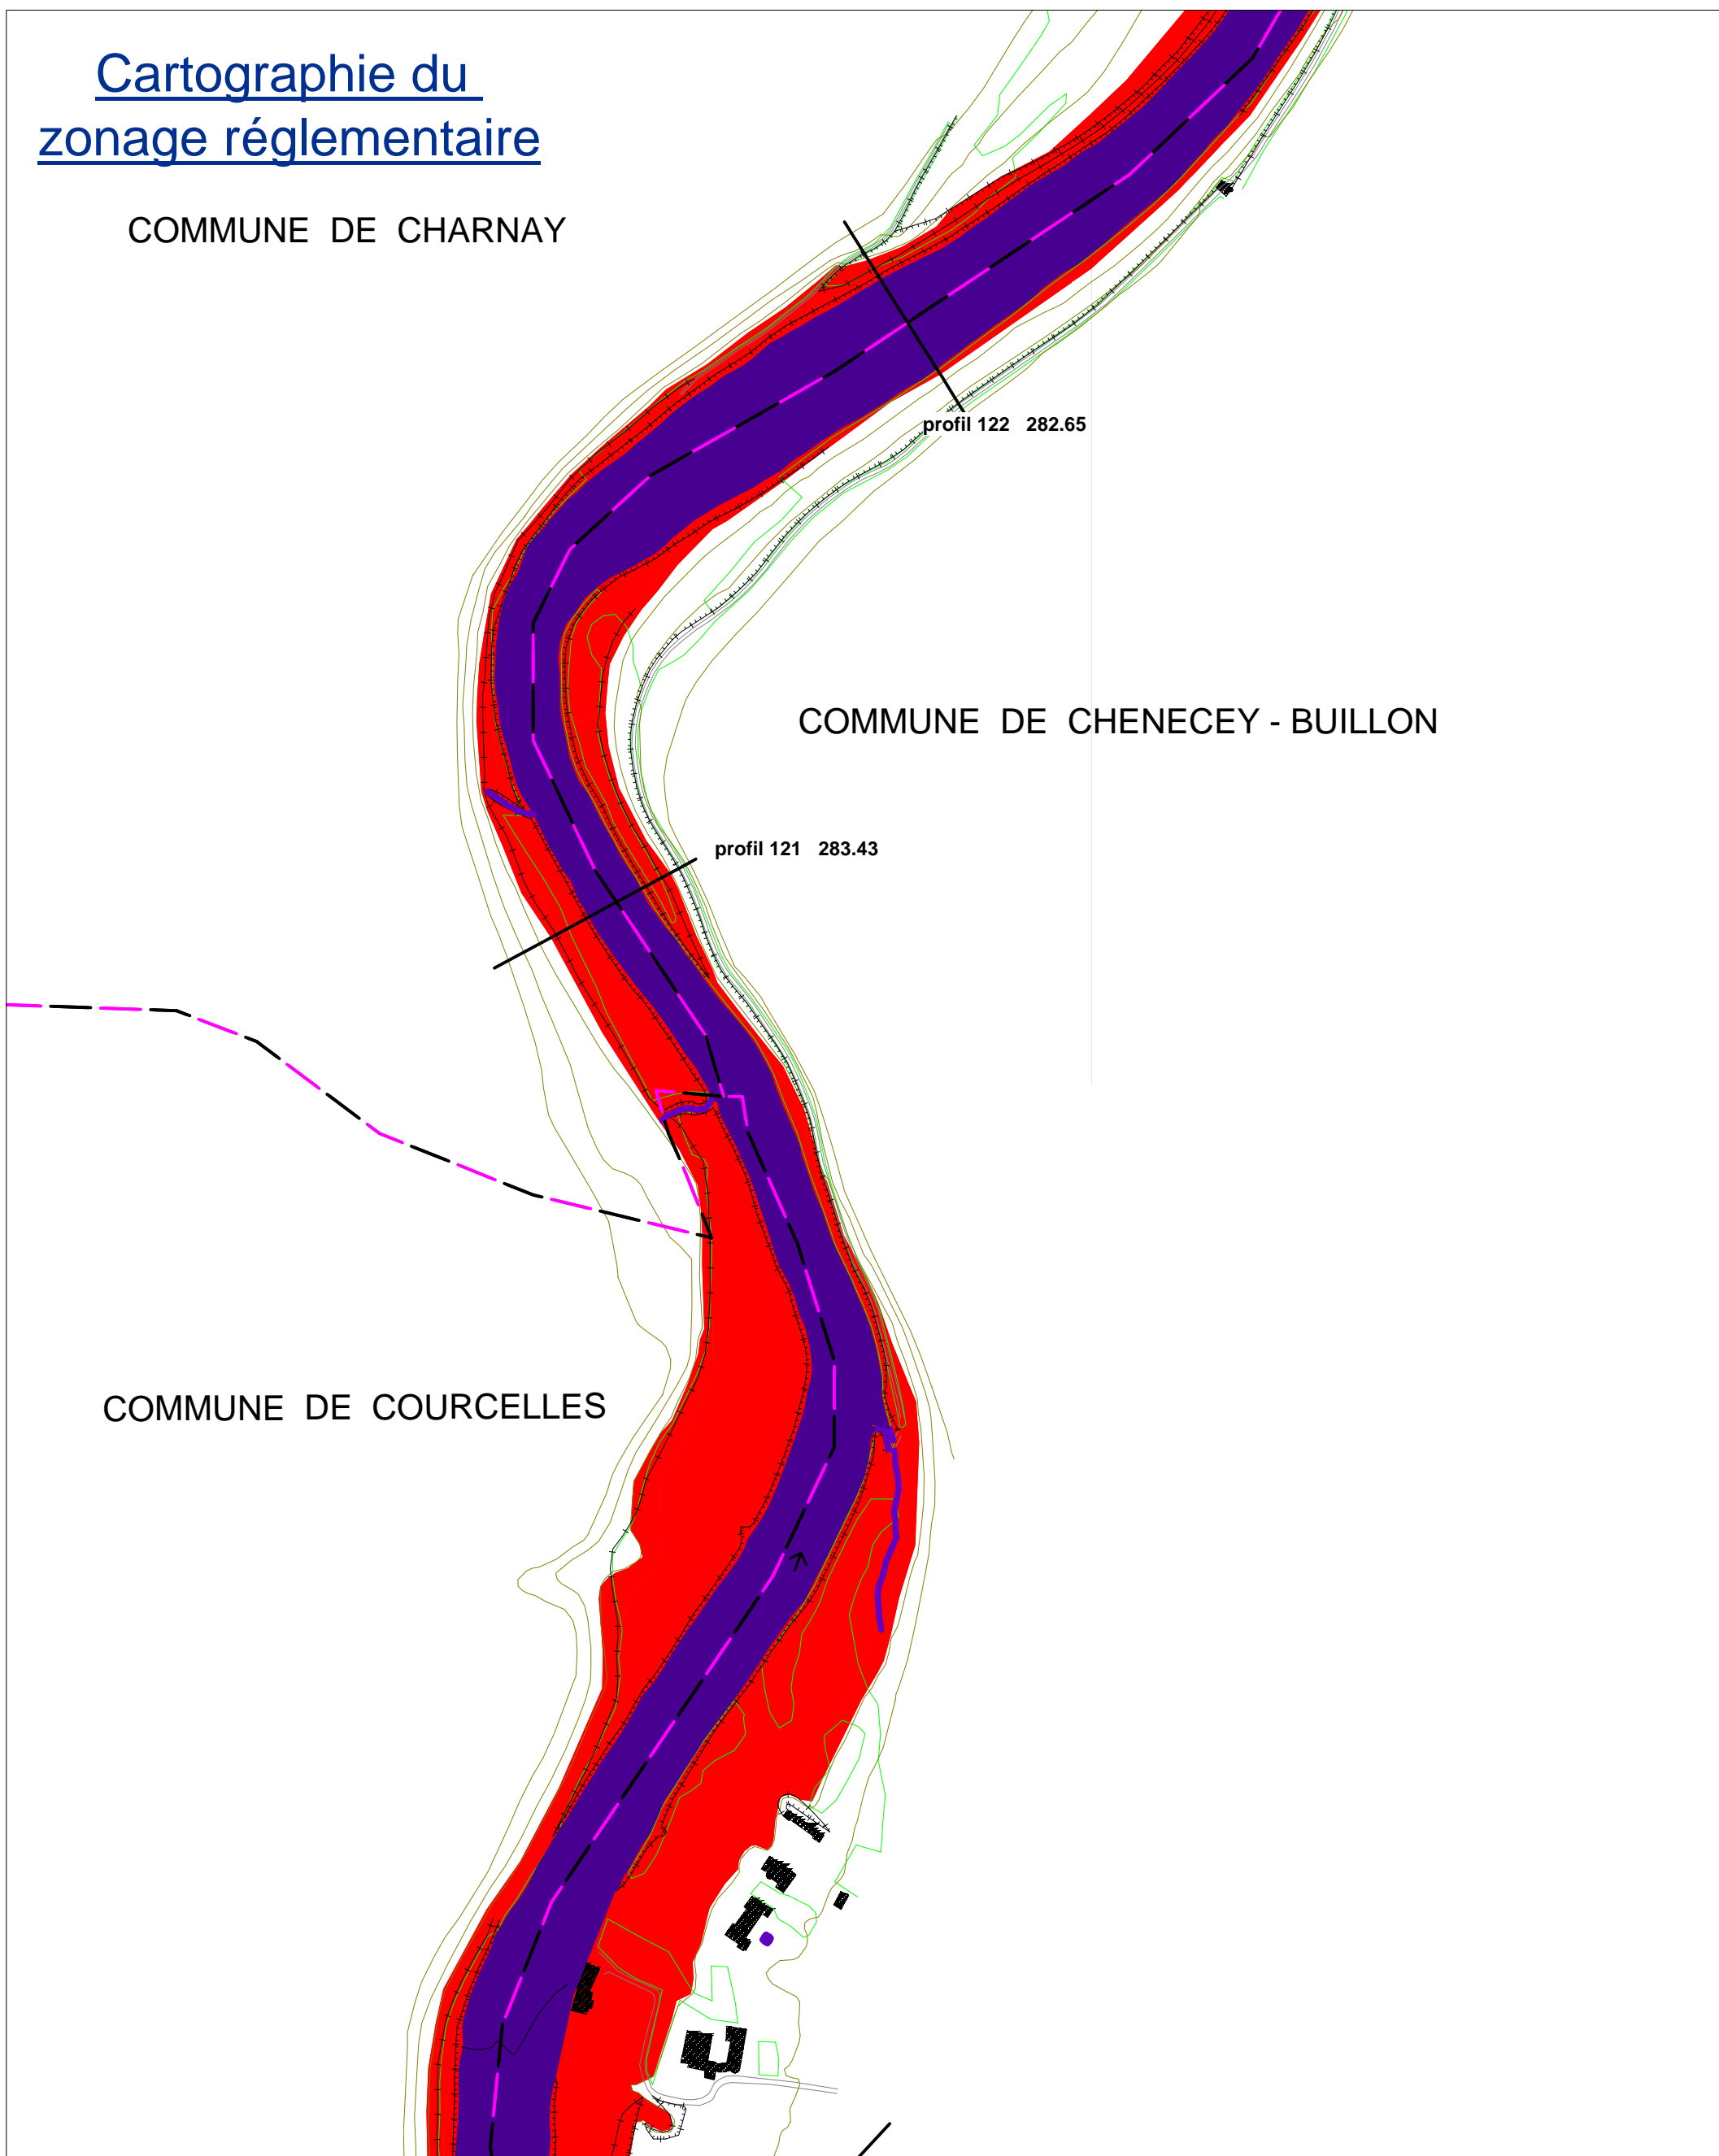 Cartographie du
zonage réglementaire
COMMUNE DE CHARNAY
profil 122 282.65
COMMUNE DE CHENECEY - BUILLON
profil 121 283.43
COMMUNE DE COURCELLES